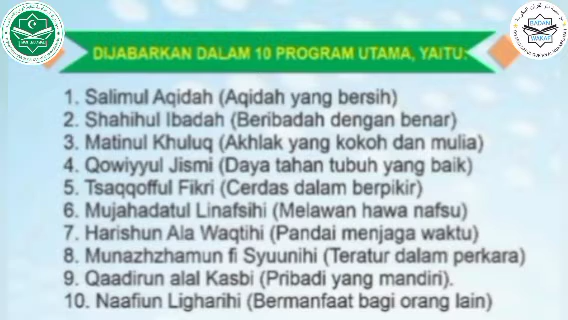 DIJABARKAN DALAM 10 PROGRAM UTAMA, YAITU:
1. Salimul Aqidah (Aqidah yang bersih)
2. Shahihul Ibadah (Beribadah dengan benar)
3. Matinul Khuluq (Akhlak yang kokoh dan mulia)
4. Qowiyyul Jismi (Daya tahan tubuh yang baik)
5. Tsaqqofful Fikri (Cerdas dalam berpikir)
6. Mujahadatul Linafsihi (Melawan hawa nafsu)
7. Harishun Ala Waqtihi (Pandai menjaga waktu)
8. Munazhzhamun fi Syuunihi (Teratur dalam perkara)
9. Qaadirun alal Kasbi (Pribadi yang mandiri).
10. Naafiun Ligharihi (Bermanfaat bagi orang lain)
BADAN
WAKAF